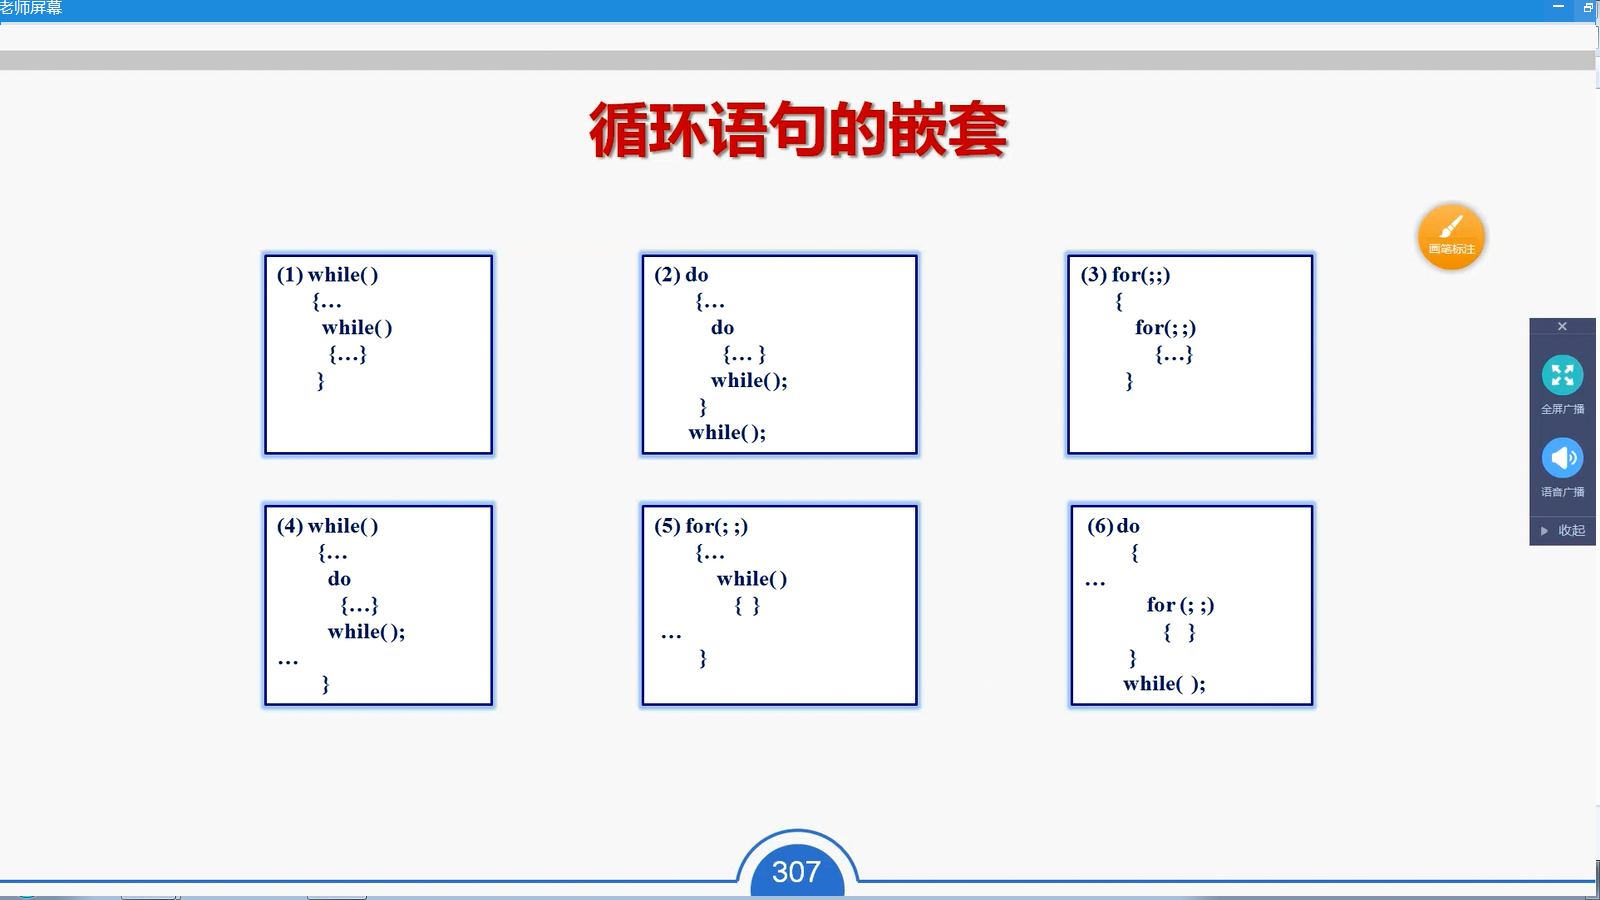 老师屏幕
循环语句的嵌套
画笔标注
(1) while( )
{…
while( )
{…}
}
(2) do
{…
do
{… }
while( );
}
while( );
(3) for(;;)
{
for(; ;)
{…}
}
(4) while( )
{…
do
{…}
while( );
…
}
(5) for(; ;)
{…
while( )
{ }
…
}
(6) do
{
…
for (; ;)
{ }
}
while( );
全屏广播
语音广播
收起
307